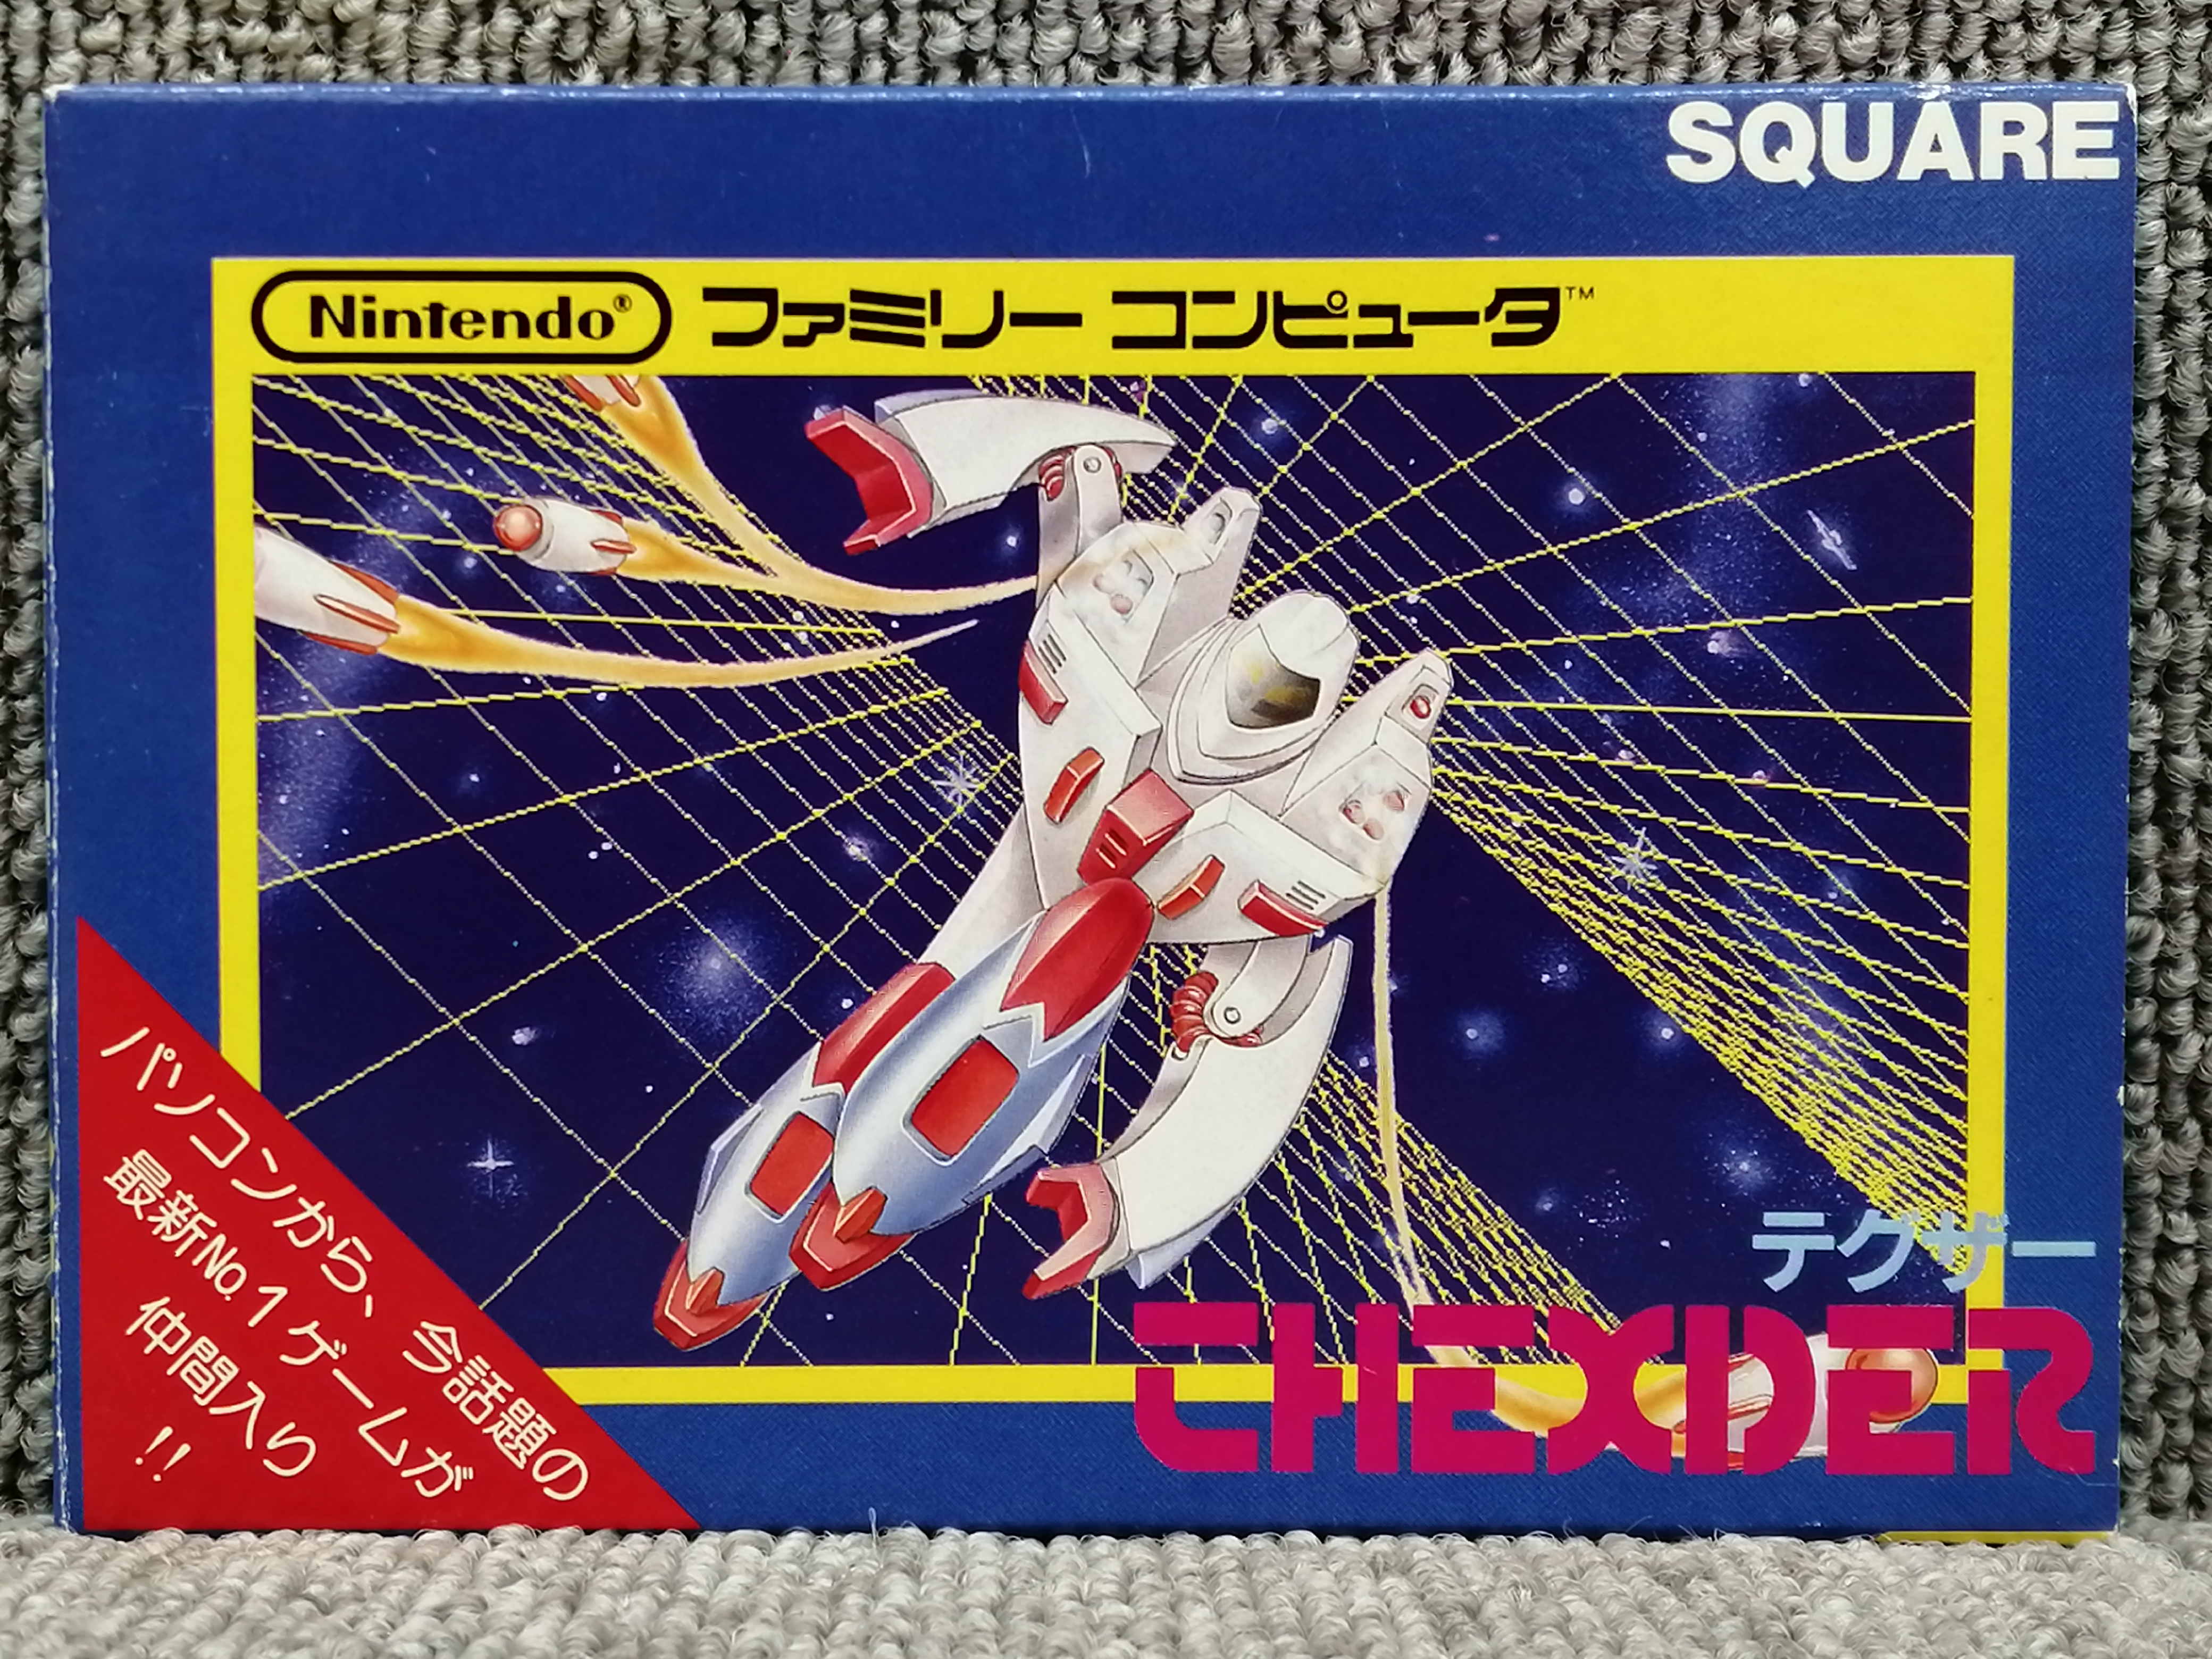 SQUARE
Nintendo® ファミリー コンピュータ™
テグザー
THEXDER
パソコンから、今話題の
最新No.1ゲームが
仲間入り
!!